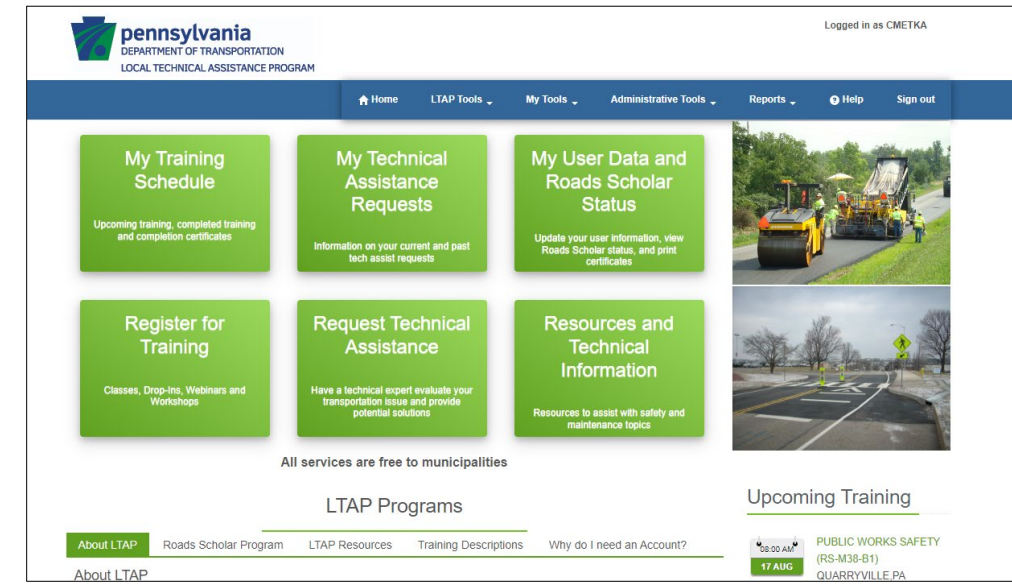 pennsylvania
DEPARTMENT OF TRANSPORTATION
LOCAL TECHNICAL ASSISTANCE PROGRAM
Logged in as CMETKA
Home LTAP Tools My Tools Administrative Tools Reports Help Sign out
My Training
Schedule
Upcoming training, completed training
and completion certificates
My Technical
Assistance
Requests
Information on your current and past
tech assist requests
My User Data and
Roads Scholar
Status
Update your user information, view
Roads Scholar status, and print
certificates
Register for
Training
Classes, Drop-Ins, Webinars and
Workshops
Request Technical
Assistance
Have a technical expert evaluate your
transportation issue and provide
potential solutions
Resources and
Technical
Information
Resources to assist with safety and
maintenance topics
All services are free to municipalities
LTAP Programs
About LTAP Roads Scholar Program LTAP Resources Training Descriptions Why do I need an Account?
About LTAP
Upcoming Training
08:00 AM
17 AUG
PUBLIC WORKS SAFETY
(RS-M38-B1)
QUARRYVILLE,PA